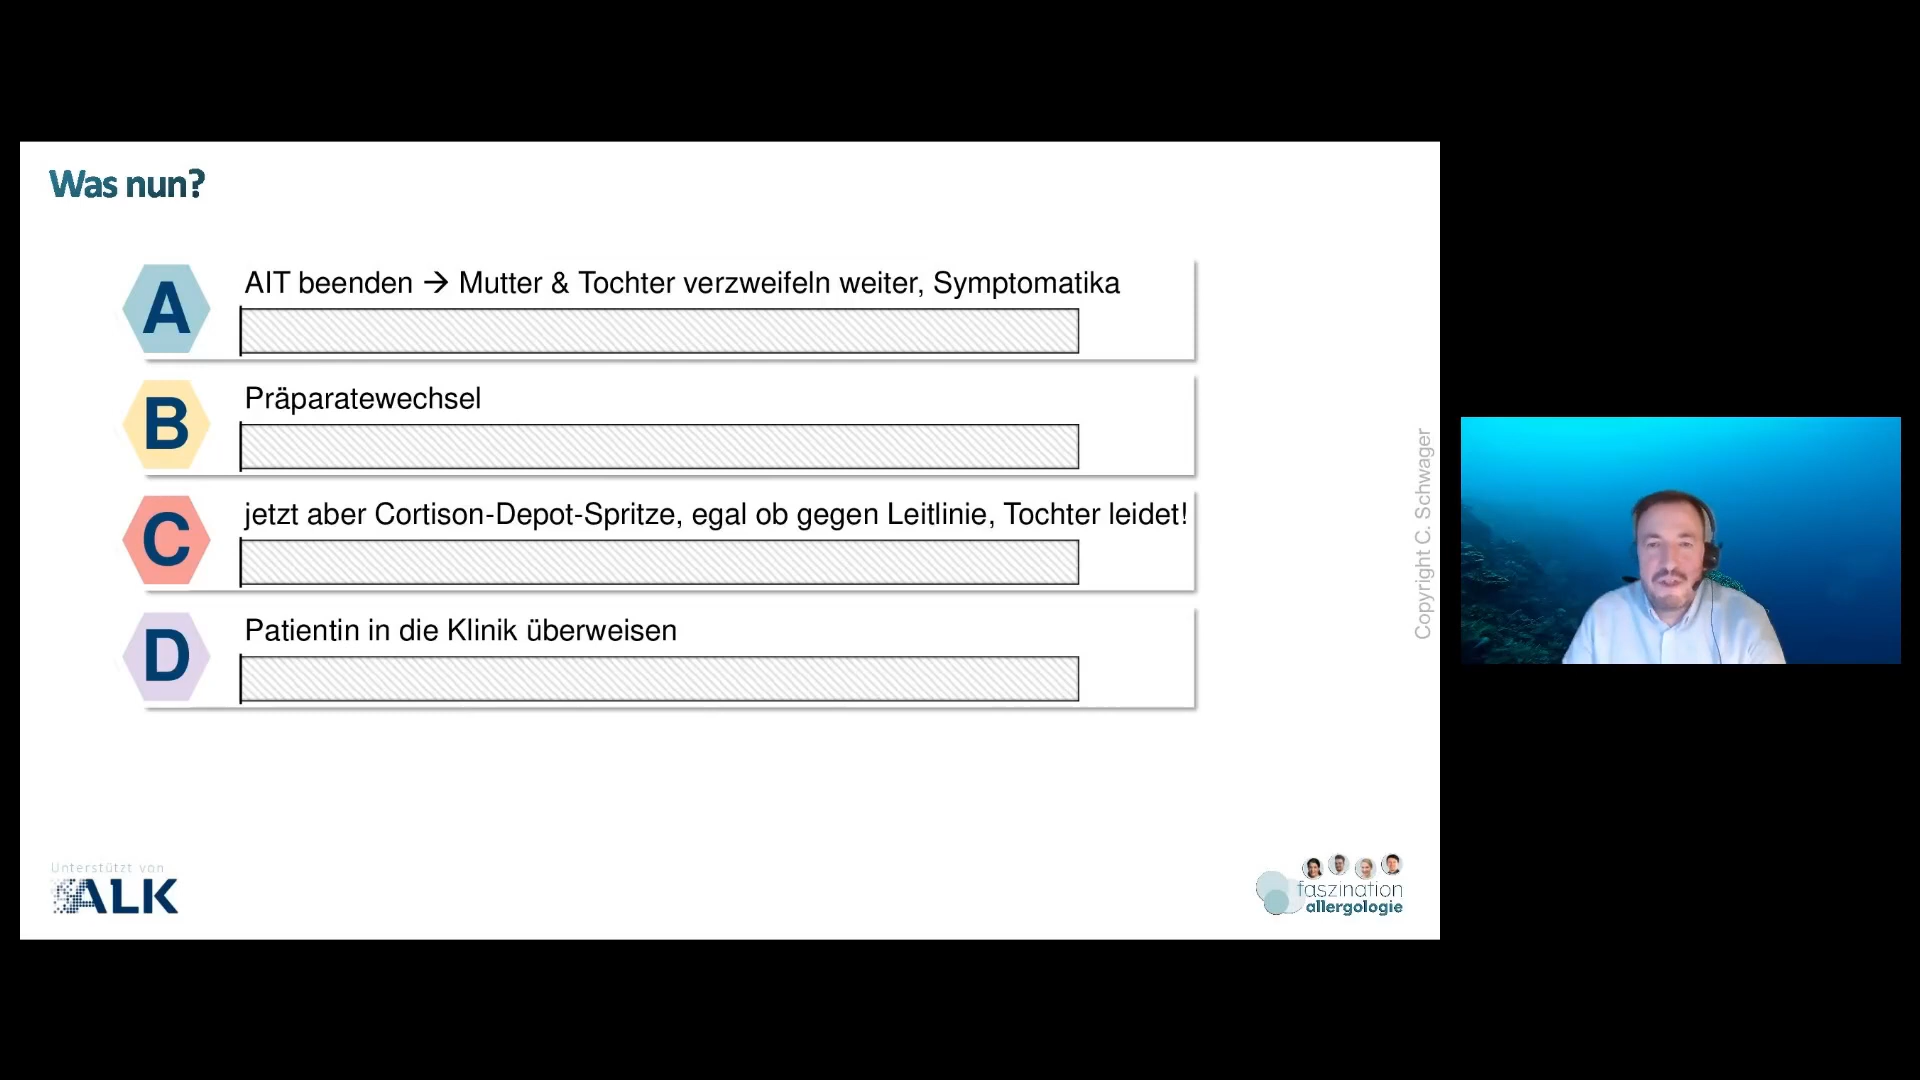 Was nun?
A
AIT beenden → Mutter & Tochter verzweifeln weiter, Symptomatika
B
Präparatewechsel
C
jetzt aber Cortison-Depot-Spritze, egal ob gegen Leitlinie, Tochter leidet!
D
Patientin in die Klinik überweisen
Copyright C. Schwager
Unterstützt von
ALK
faszination
allergologie